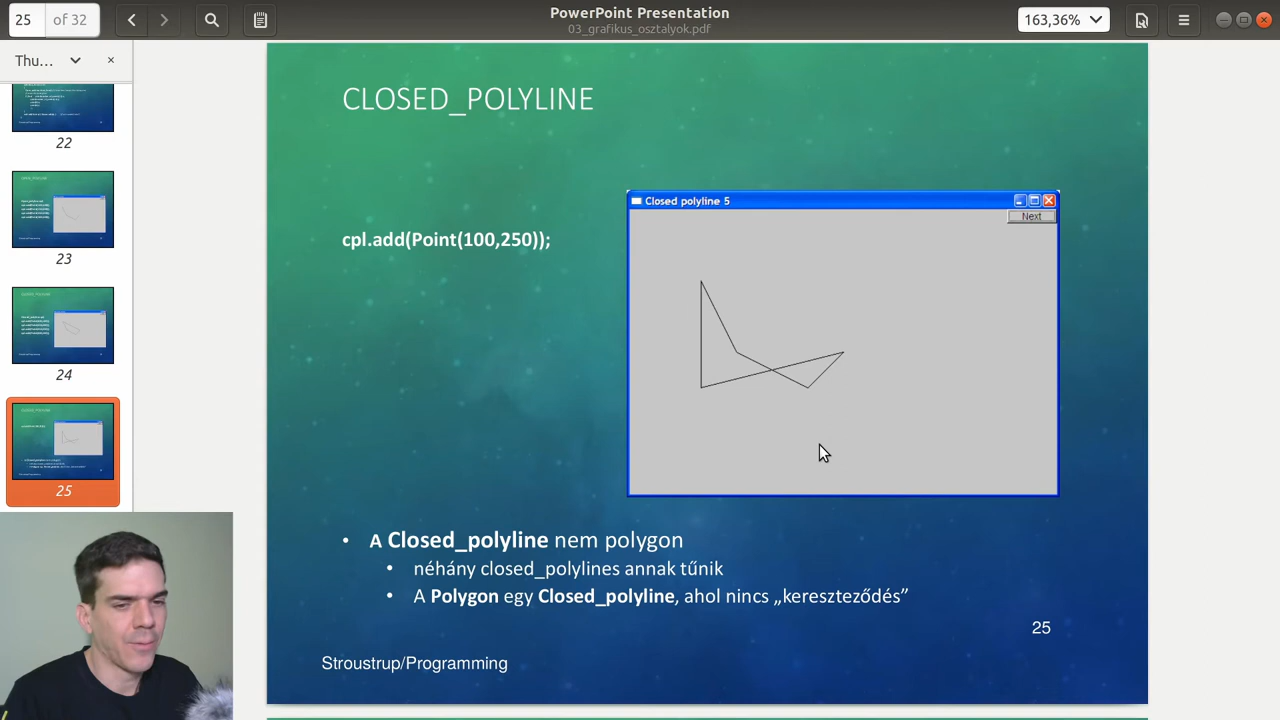 25 of 32
PowerPoint Presentation
03_grafikus_osztalyok.pdf
163,36%
Thu...
22
23
24
25
CLOSED_POLYLINE
cpl.add(Point(100,250));
Closed polyline 5
Next
• A Closed_polyline nem polygon
• néhány closed_polylines annak tűnik
• A Polygon egy Closed_polyline, ahol nincs „kereszteződés”
25
Stroustrup/Programming